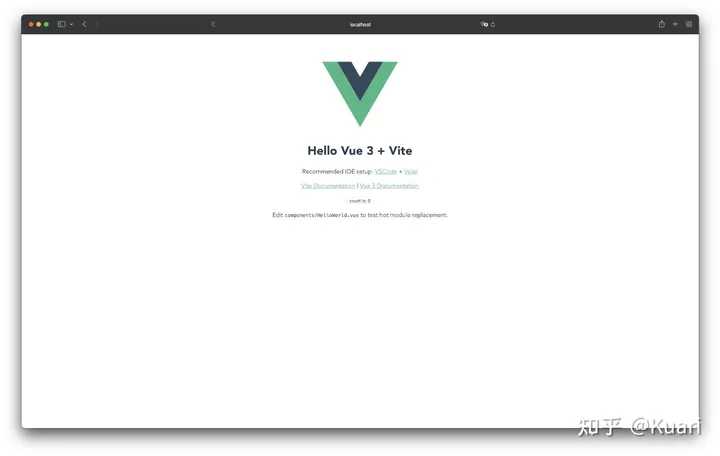 localhost
Hello Vue 3 + Vite
Recommended IDE setup: VSCode + Volar
Vite Documentation | Vue 3 Documentation
count is: 0
Edit components/HelloWorld.vue to test hot module replacement.
知乎 @Kuari